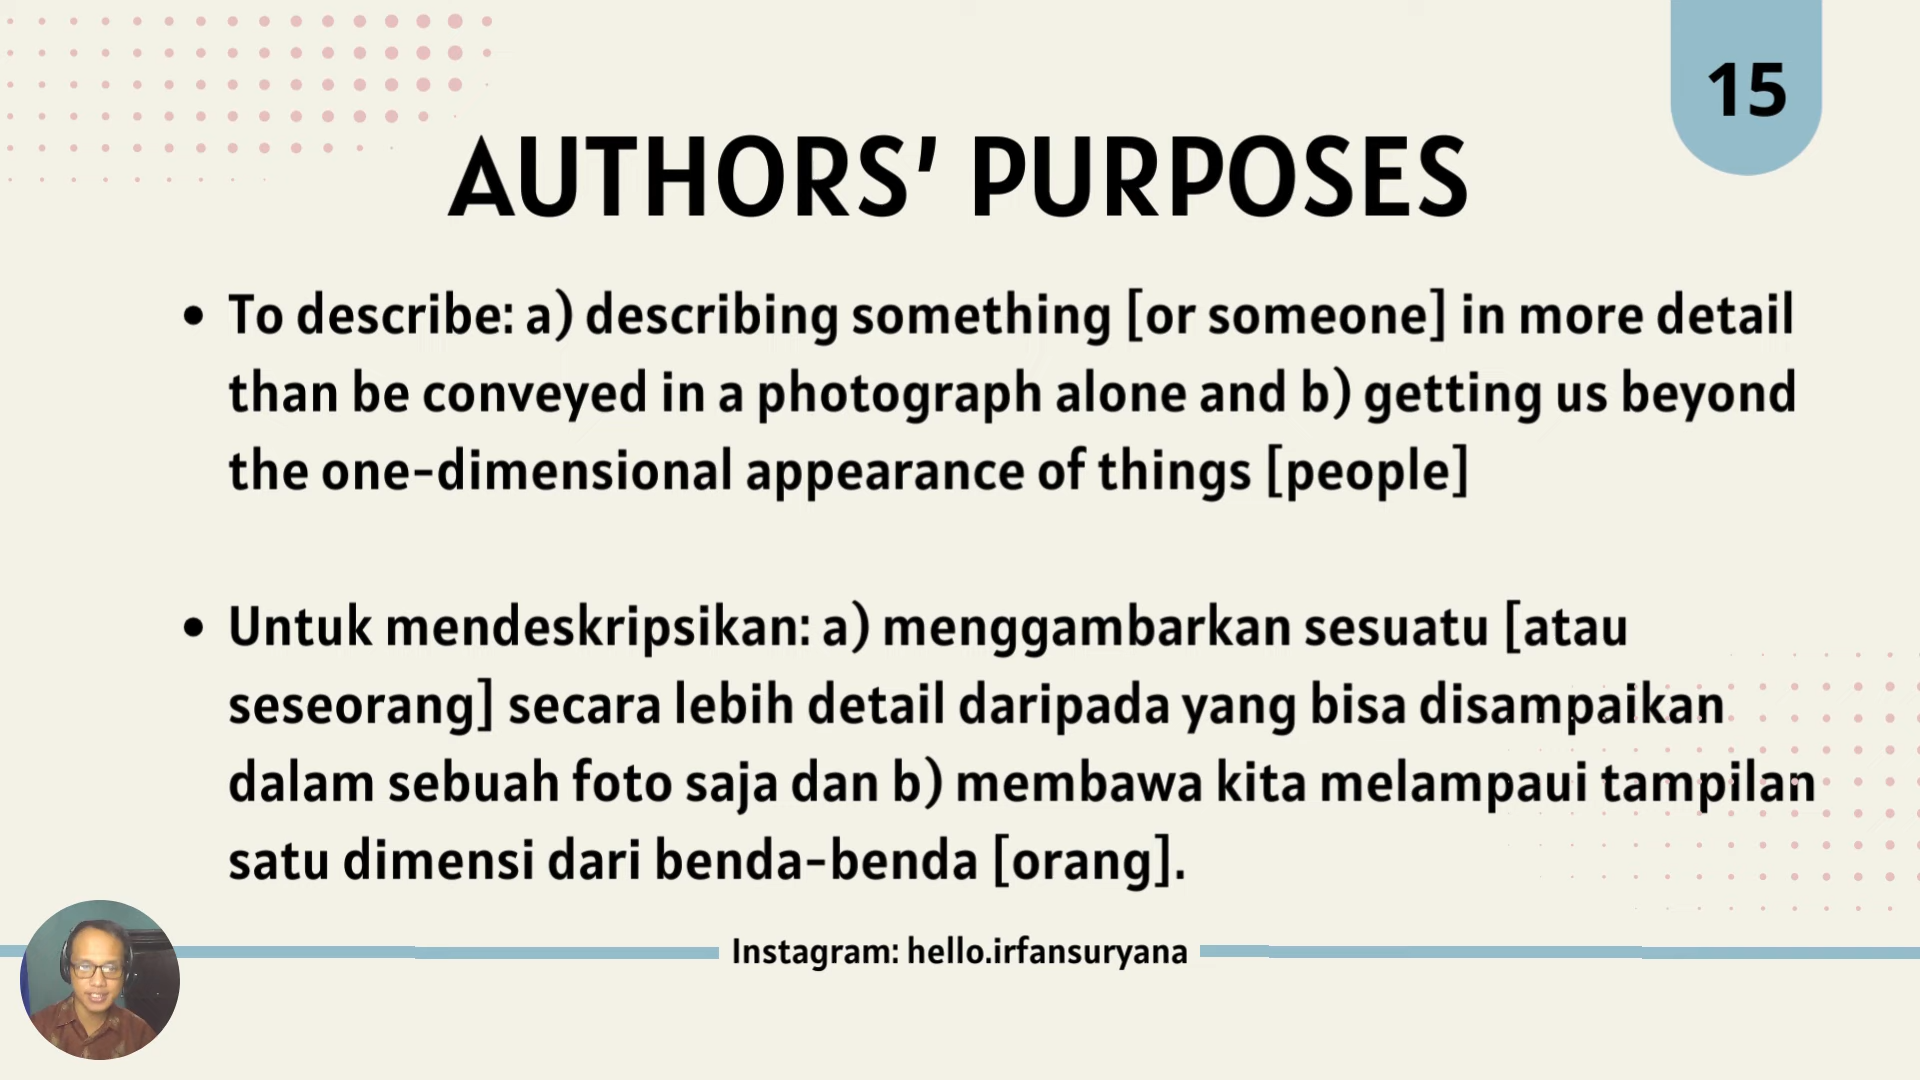 15
AUTHORS' PURPOSES
• To describe: a) describing something [or someone] in more detail
than be conveyed in a photograph alone and b) getting us beyond
the one-dimensional appearance of things [people]
• Untuk mendeskripsikan: a) menggambarkan sesuatu [atau
seseorang] secara lebih detail daripada yang bisa disampaikan
dalam sebuah foto saja dan b) membawa kita melampaui tampilan
satu dimensi dari benda-benda [orang].
Instagram: hello.irfansuryana